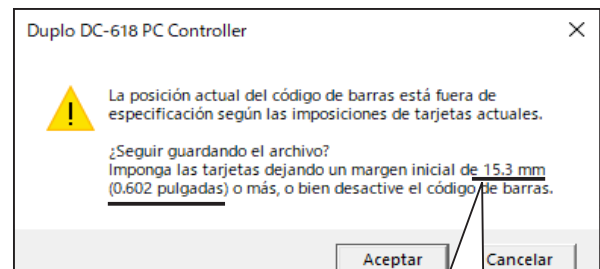 Duplo DC-618 PC Controller
La posición actual del código de barras está fuera de
especificación según las imposiciones de tarjetas actuales.
¿Seguir guardando el archivo?
Imponga las tarjetas dejando un margen inicial de 15.3 mm
(0.602 pulgadas) o más, o bien desactive el código de barras.
Aceptar
Cancelar